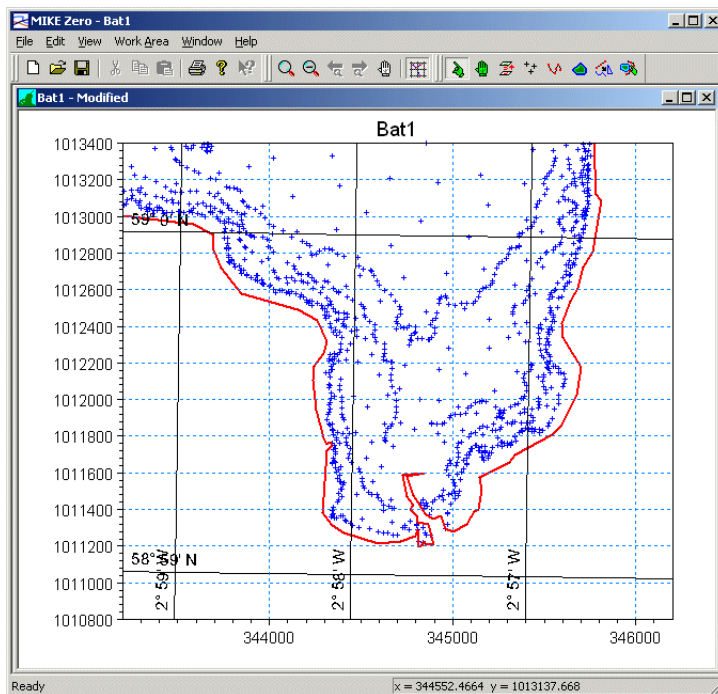 MIKE Zero - Bat1
File Edit View Work Area Window Help
Bat1 - Modified
Bat1
1013400
1013200
1013000
59° 0' N
1012800
1012600
1012400
1012200
1012000
1011800
1011600
1011400
1011200
58° 59' N
1011000
1010800
2° 59' W
2° 58' W
2° 57' W
344000 345000 346000
Ready x = 344552.4664 y = 1013137.668